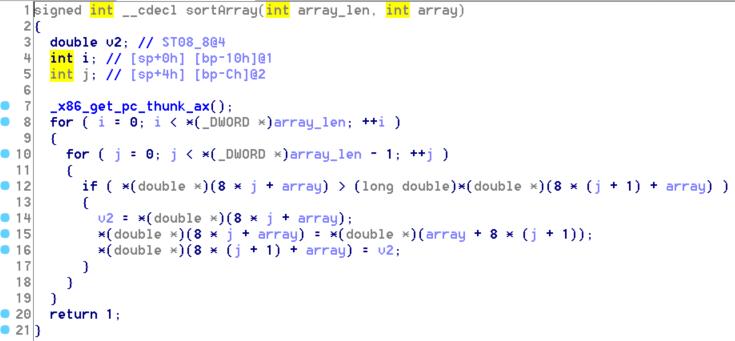 1 signed int __cdecl sortArray(int array_len, int array)
2 {
3   double v2; // ST08_8@4
4   int i; // [sp+0h] [bp-10h]@1
5   int j; // [sp+4h] [bp-Ch]@2
6
7   _x86_get_pc_thunk_ax();
8   for ( i = 0; i < *(_DWORD *)array_len; ++i )
9   {
10     for ( j = 0; j < *(_DWORD *)array_len - 1; ++j )
11     {
12       if ( *(double *)(8 * j + array) > (long double)*(double *)(8 * (j + 1) + array) )
13       {
14         v2 = *(double *)(8 * j + array);
15         *(double *)(8 * j + array) = *(double *)(array + 8 * (j + 1));
16         *(double *)(8 * (j + 1) + array) = v2;
17       }
18     }
19   }
20   return 1;
21 }